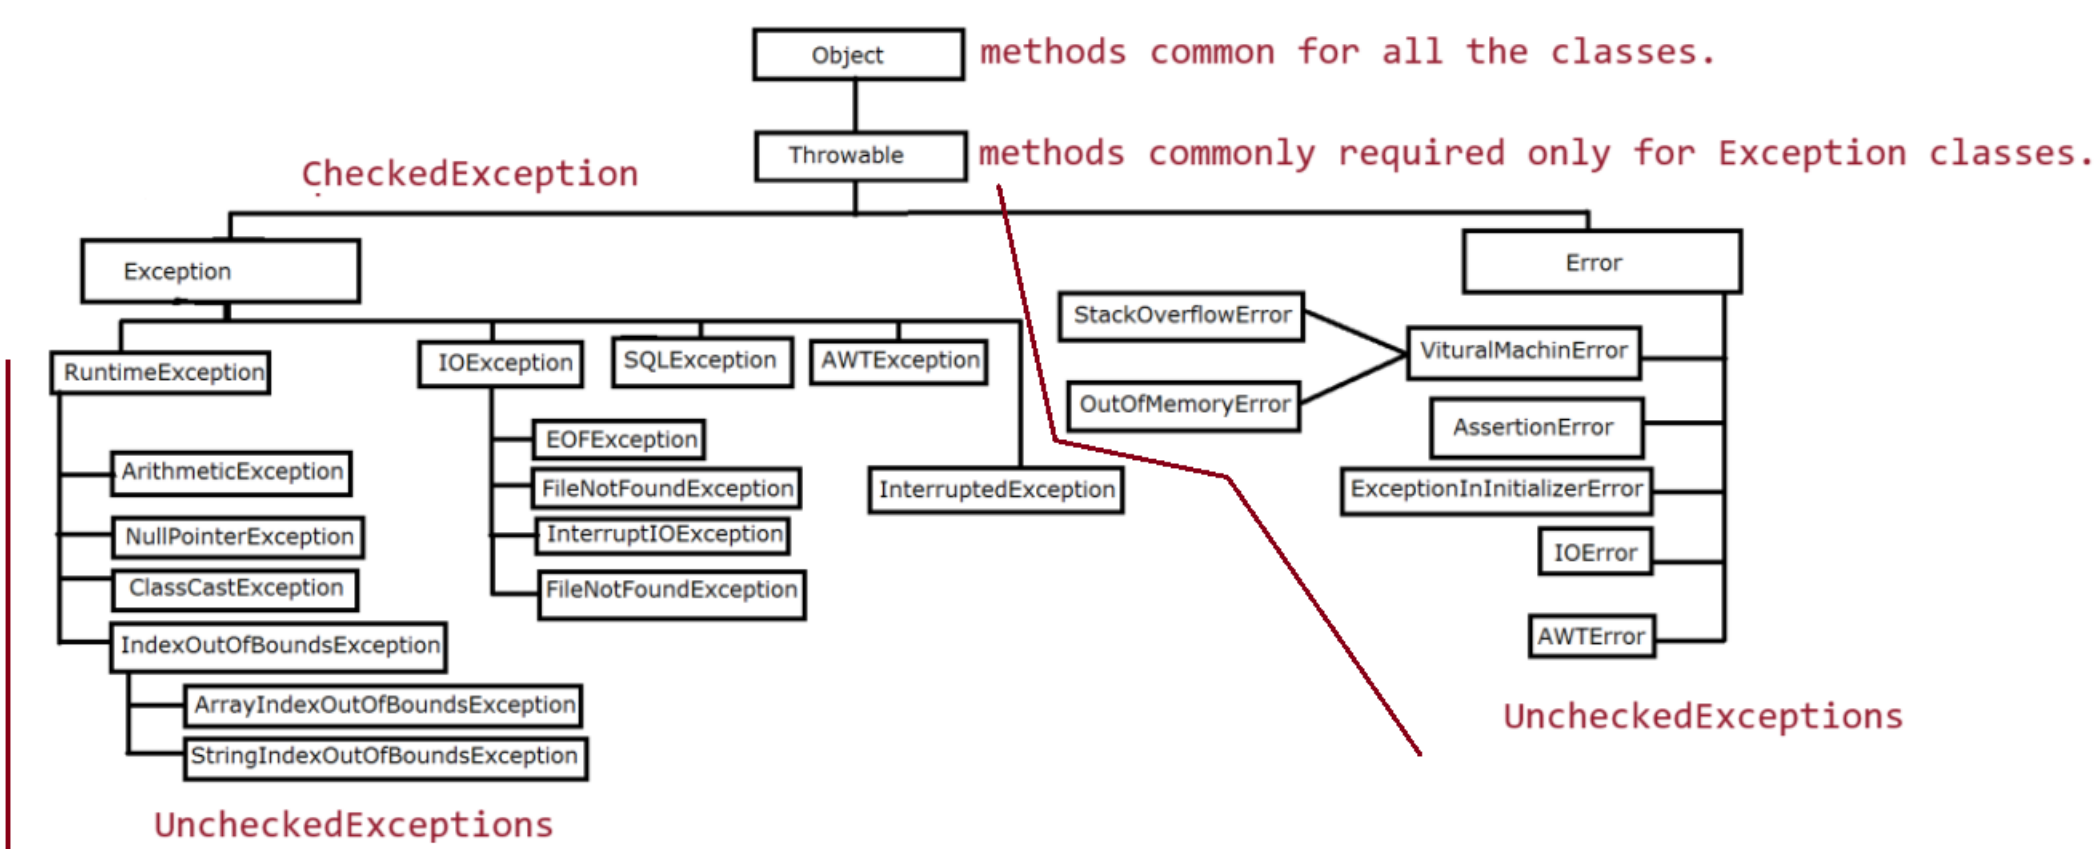 Object
methods common for all the classes.
Throwable
methods commonly required only for Exception classes.
CheckedException
Exception
Error
RuntimeException
IOException
SQLException
AWTException
StackOverflowError
VituralMachinError
OutOfMemoryError
AssertionError
ArithmeticException
EOFException
FileNotFoundException
InterruptedException
ExceptionInInitializerError
NullPointerException
InterruptIOException
IOError
ClassCastException
FileNotFoundException
IndexOutOfBoundsException
AWTError
ArrayIndexOutOfBoundsException
StringIndexOutOfBoundsException
UncheckedExceptions
UncheckedExceptions